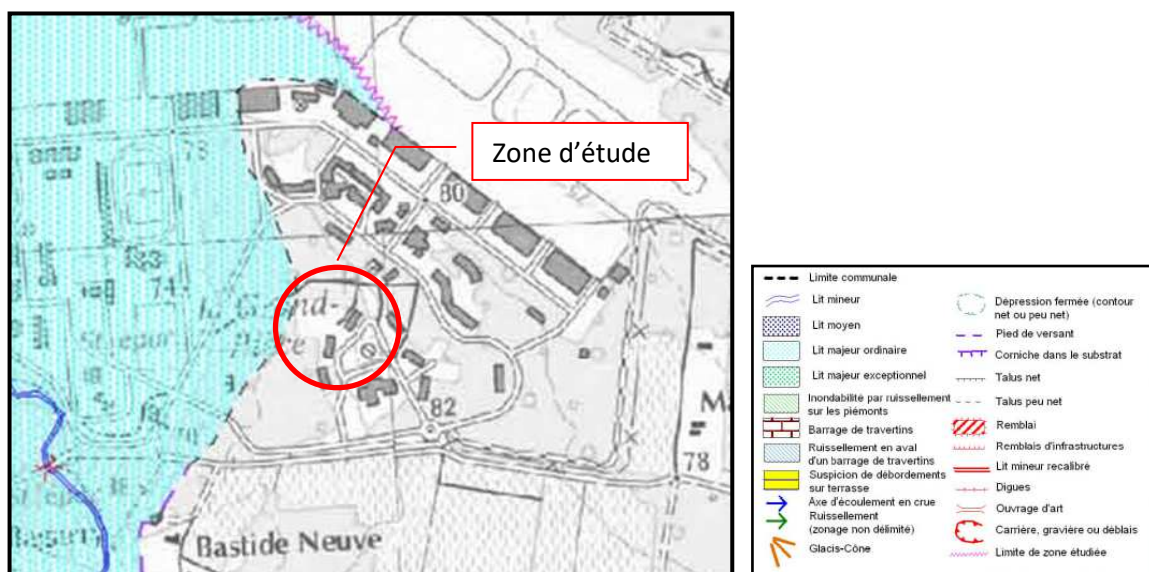 Zone d'étude
78
80
74
la Grand-
Pièce
82
78
Bastide Neuve
Limite communale
Lit mineur
Lit moyen
Lit majeur ordinaire
Lit majeur exceptionnel
Inondabilité par ruissellement
sur les piémonts
Barrage de travertins
Ruissellement en aval
d'un barrage de travertins
Suspicion de débordements
sur terrasse
Axe d'écoulement en crue
Ruissellement
(zonage non délimité)
Glacis-Cône
Dépression fermée (contour
net ou peu net)
Pied de versant
Corniche dans le substrat
Talus net
Talus peu net
Remblai
Remblais d'infrastructures
Lit mineur recalibré
Digues
Ouvrage d'art
Carrière, gravière ou déblais
Limite de zone étudiée